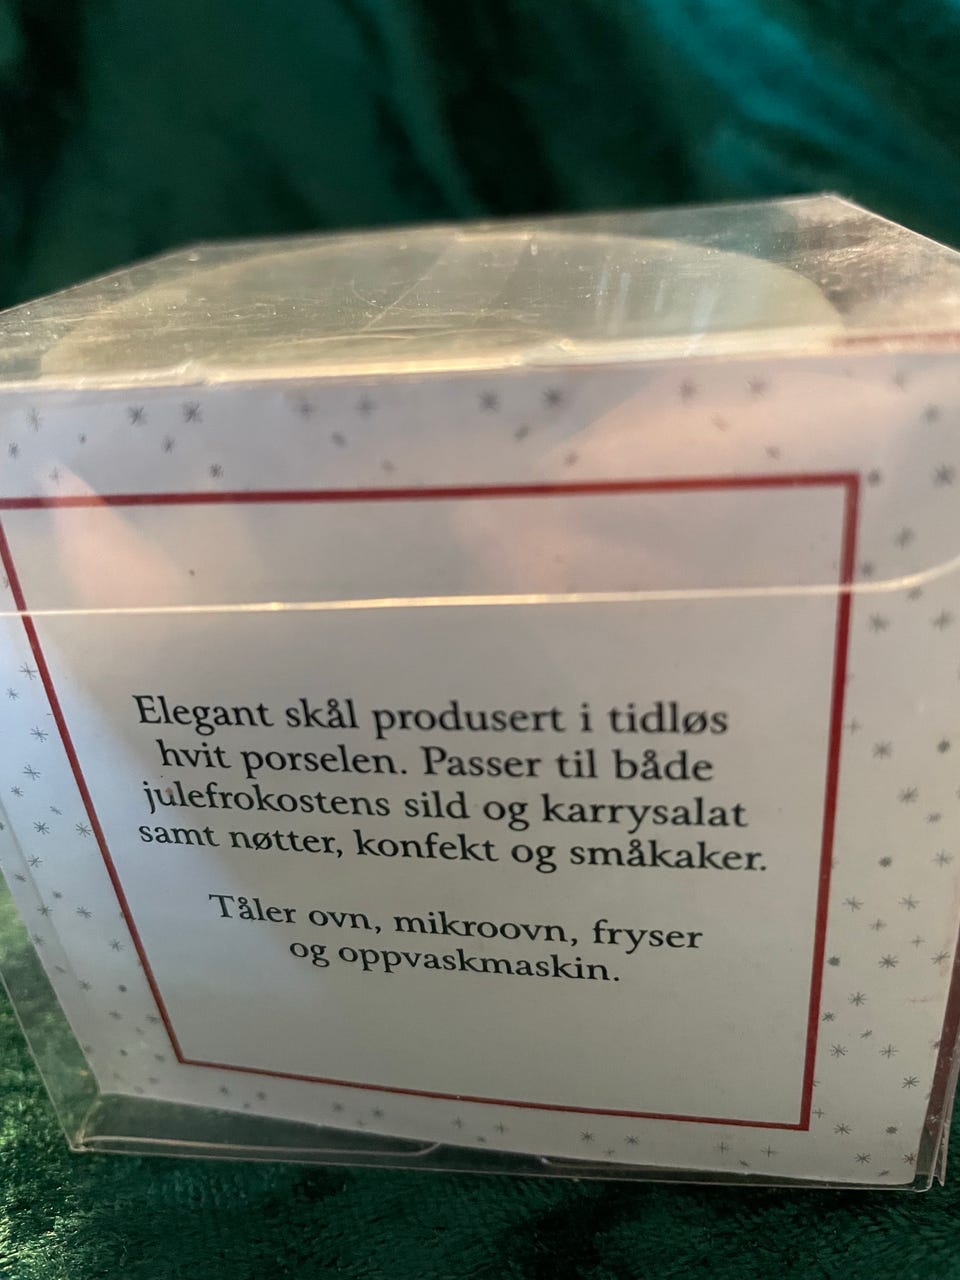 Elegant skål produsert i tidløs
hvit porselen. Passer til både
julefrokostens sild og karrysalat
samt nøtter, konfekt og småkaker.
Tåler ovn, mikroovn, fryser
og oppvaskmaskin.